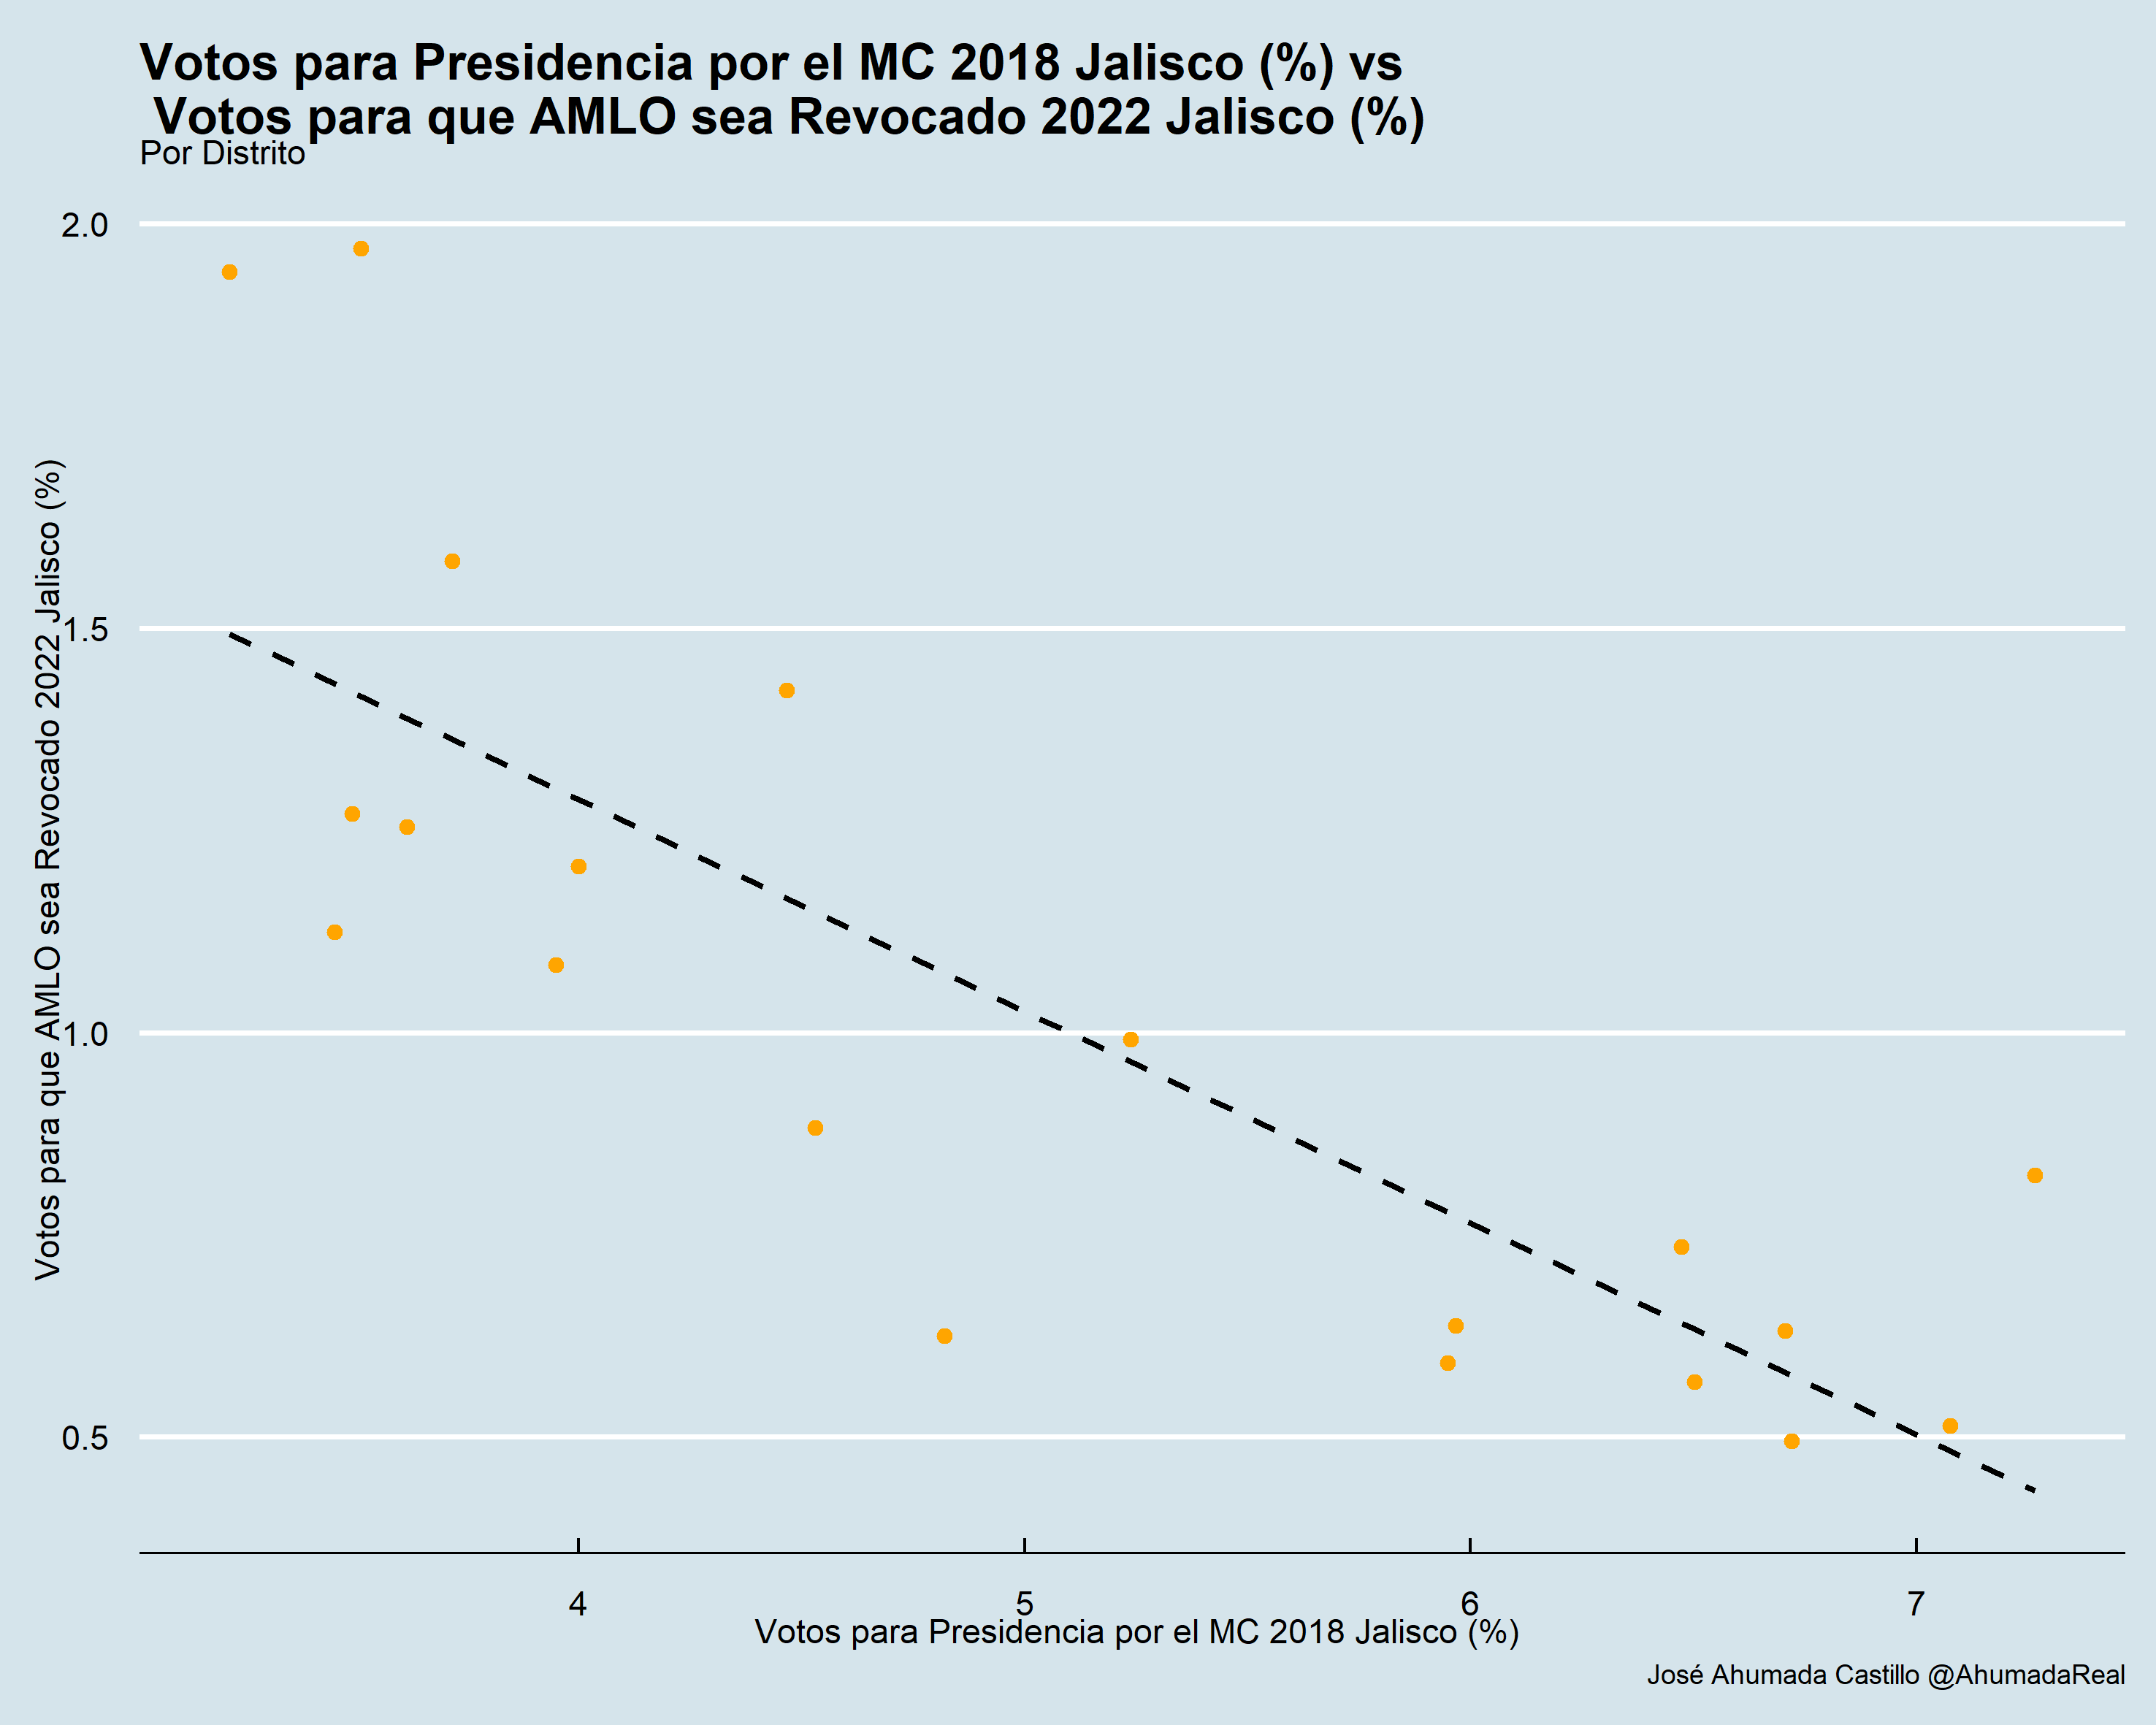 Votos para Presidencia por el MC 2018 Jalisco (%) vs
Votos para que AMLO sea Revocado 2022 Jalisco (%)
Por Distrito
Votos para que AMLO sea Revocado 2022 Jalisco (%)
2.0
1.5
1.0
0.5
4 5 6 7
Votos para Presidencia por el MC 2018 Jalisco (%)
José Ahumada Castillo @AhumadaReal